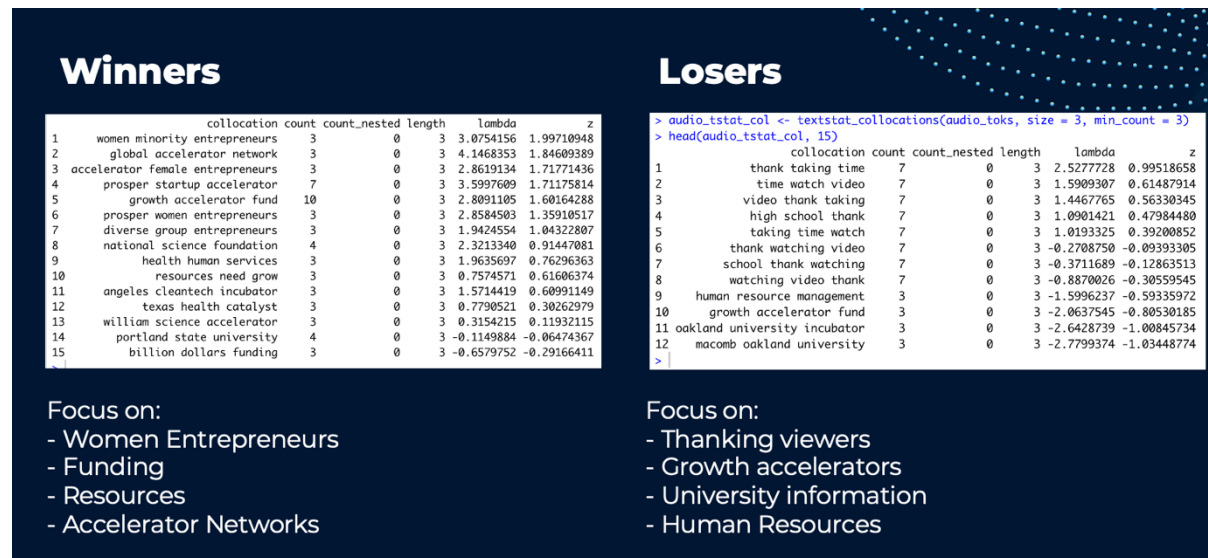 Winners
collocation count count_nested length lambda z
1 women minority entrepreneurs 3 0 3 3.0754156 1.99710948
2 global accelerator network 3 0 3 4.1468353 1.84609389
3 accelerator female entrepreneurs 3 0 3 2.8619134 1.71771436
4 prosper startup accelerator 7 0 3 3.5997609 1.71175814
5 growth accelerator fund 10 0 3 2.8091105 1.60164288
6 prosper women entrepreneurs 3 0 3 2.8584503 1.35910517
7 diverse group entrepreneurs 3 0 3 1.9424554 1.04322807
8 national science foundation 4 0 3 2.3213340 0.91447081
9 health human services 3 0 3 1.9635697 0.76296363
10 resources need grow 3 0 3 0.7574571 0.61606374
11 angeles cleantech incubator 3 0 3 1.5714419 0.60991149
12 texas health catalyst 3 0 3 0.7790521 0.30262979
13 william science accelerator 3 0 3 0.3154215 0.11932115
14 portland state university 4 0 3 -0.1149884 -0.06474367
15 billion dollars funding 3 0 3 -0.6579752 -0.29166411
>
Focus on:
- Women Entrepreneurs
- Funding
- Resources
- Accelerator Networks
Losers
> audio_tstat_col <- textstat_collocations(audio_toks, size = 3, min_count = 3)
> head(audio_tstat_col, 15)
collocation count count_nested length lambda z
1 thank taking time 7 0 3 2.5277728 0.99518658
2 time watch video 7 0 3 1.5909307 0.61487914
3 video thank taking 7 0 3 1.4467765 0.56330345
4 high school thank 7 0 3 1.0901421 0.47984480
5 taking time watch 7 0 3 1.0193325 0.39200852
6 thank watching video 7 0 3 -0.2708750 -0.09393305
7 school thank watching 7 0 3 -0.3711689 -0.12863513
8 watching video thank 7 0 3 -0.8870026 -0.30559545
9 human resource management 3 0 3 -1.5996237 -0.59335972
10 growth accelerator fund 3 0 3 -2.0637545 -0.80530185
11 oakland university incubator 3 0 3 -2.6428739 -1.00845734
12 macomb oakland university 3 0 3 -2.7799374 -1.03448774
>
Focus on:
- Thanking viewers
- Growth accelerators
- University information
- Human Resources